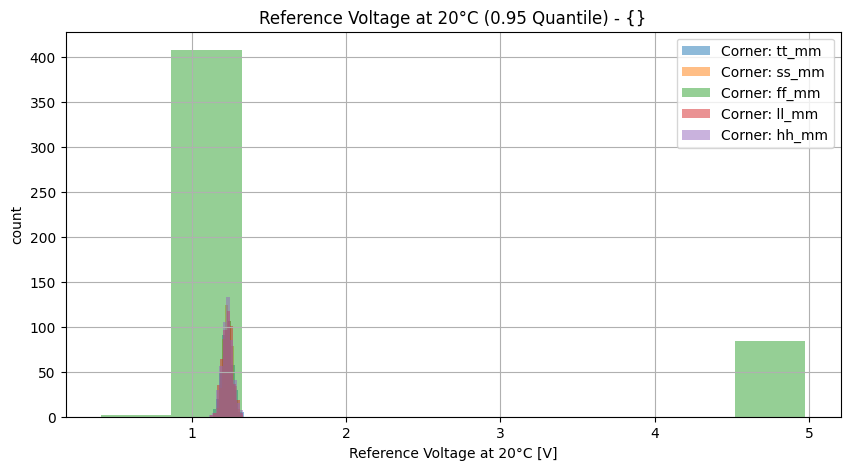 Reference Voltage at 20°C (0.95 Quantile) - {}
400
350
300
250
200
150
100
50
0
count
Corner: tt_mm
Corner: ss_mm
Corner: ff_mm
Corner: ll_mm
Corner: hh_mm
1 2 3 4 5
Reference Voltage at 20°C [V]